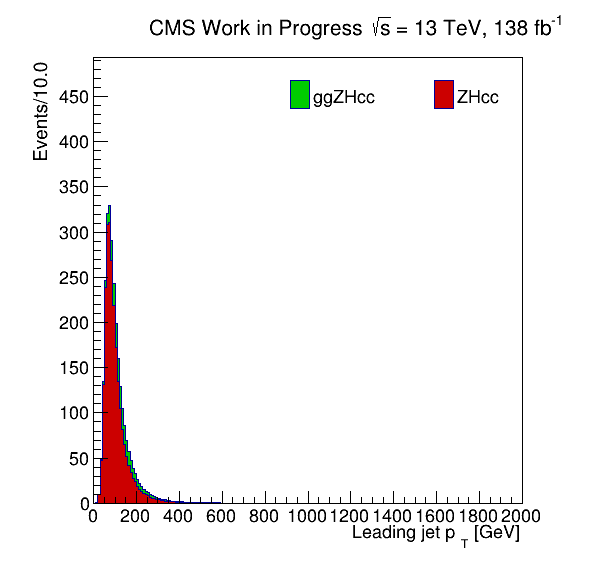 CMS Work in Progress √s = 13 TeV, 138 fb⁻¹
Events/10.0
ggZHcc ZHcc
450
400
350
300
250
200
150
100
50
0
0 200 400 600 800 1000 1200 1400 1600 1800 2000
Leading jet p_T [GeV]